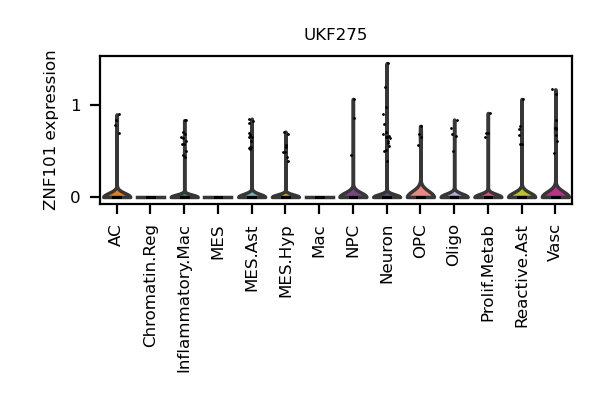 UKF275
ZNF101 expression
1
0
AC
Chromatin.Reg
Inflammatory.Mac
MES
MES.Ast
MES.Hyp
Mac
NPC
Neuron
OPC
Oligo
Prolif.Metab
Reactive.Ast
Vasc